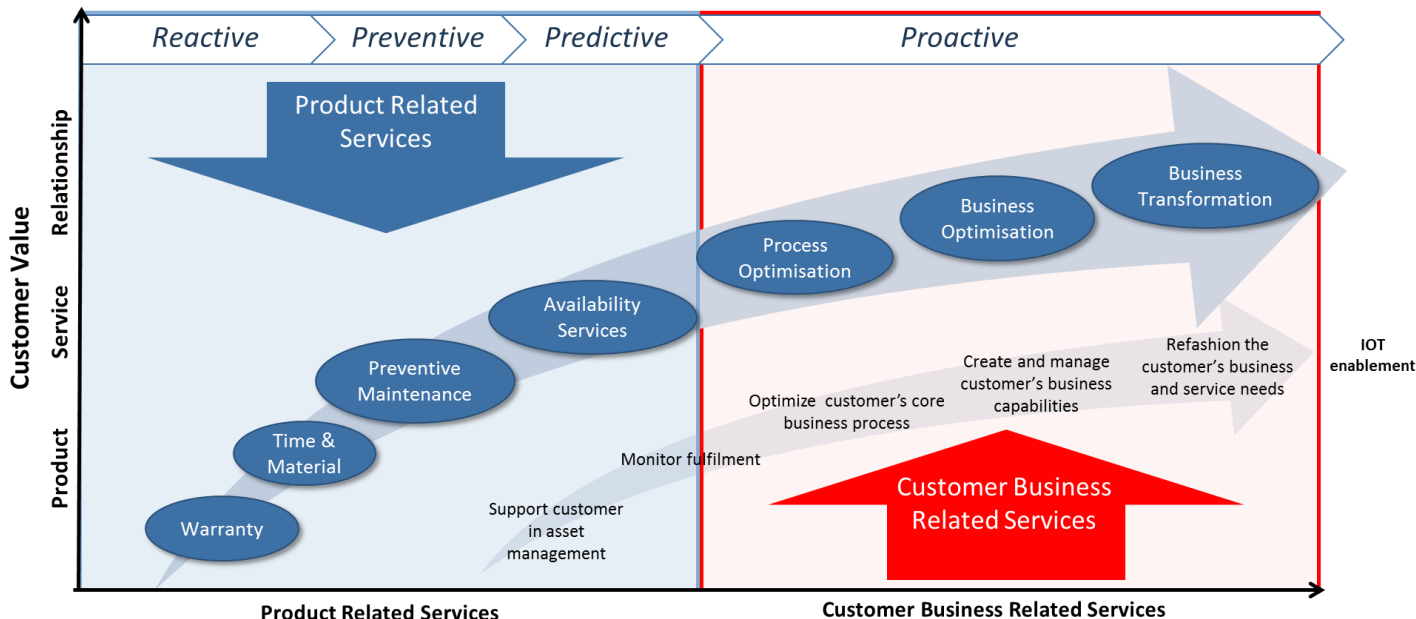 Reactive
Preventive
Predictive
Proactive
Product Related
Services
Customer Value
Relationship
Service
Product
Business
Transformation
Business
Optimisation
Process
Optimisation
Availability
Services
Preventive
Maintenance
Time &
Material
Warranty
Refashion the
customer's business
and service needs
Create and manage
customer's business
capabilities
Optimize customer's core
business process
Monitor fulfilment
Support customer
in asset
management
IOT
enablement
Customer Business
Related Services
Product Related Services
Customer Business Related Services